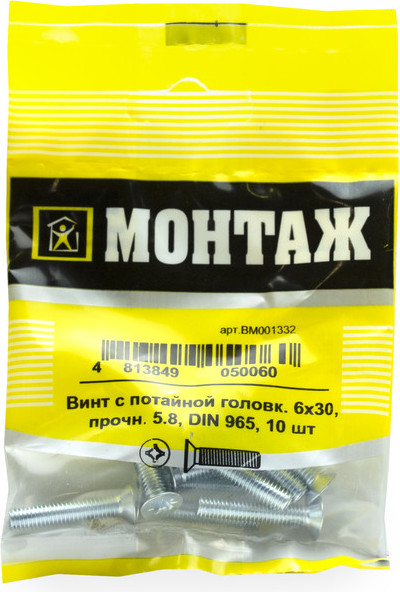 МОНТАЖ
арт.ВМ001332
4 813849 050060
Винт с потайной головк. 6х30,
прочн. 5.8, DIN 965, 10 шт